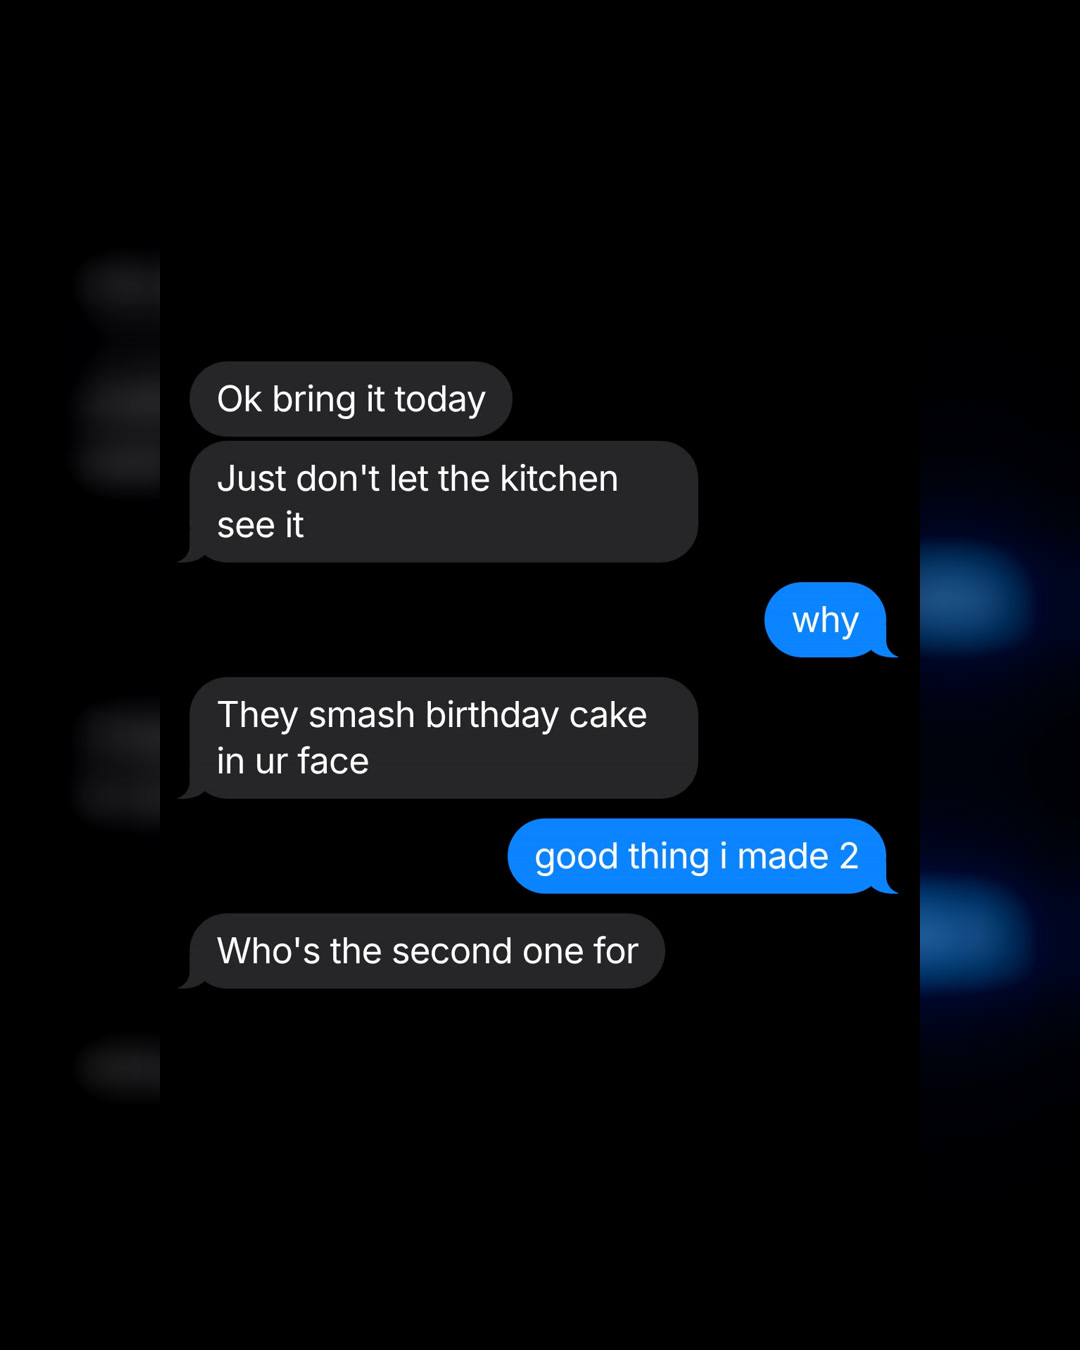 Ok bring it today
Just don't let the kitchen
see it
why
They smash birthday cake
in ur face
good thing i made 2
Who's the second one for